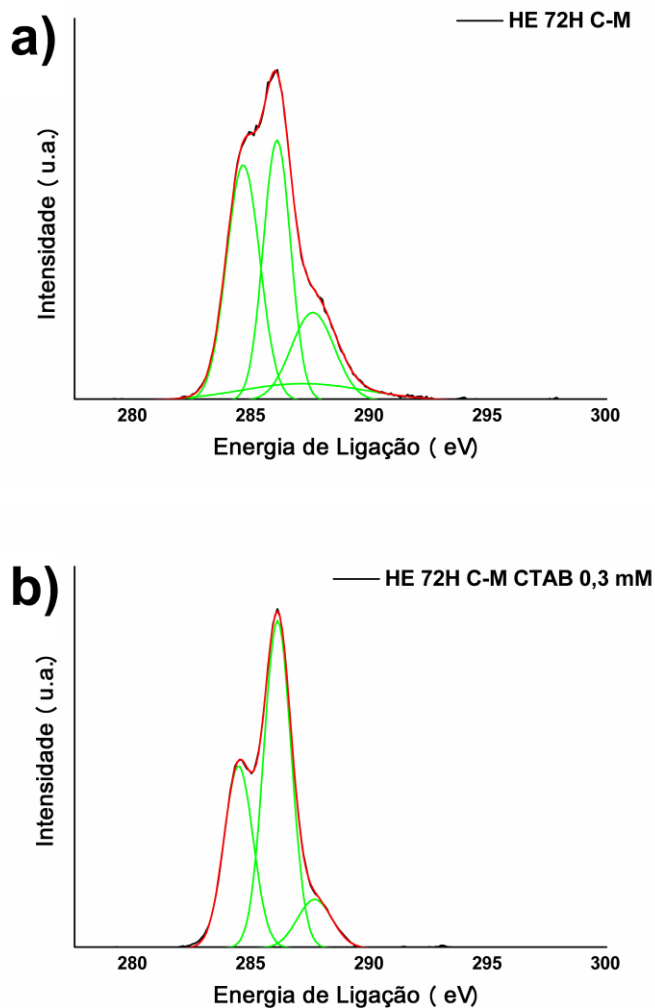 a)
HE 72H C-M
Intensidade ( u.a.)
280 285 290 295 300
Energia de Ligação ( eV)
b)
HE 72H C-M CTAB 0,3 mM
Intensidade ( u.a.)
280 285 290 295 300
Energia de Ligação ( eV)